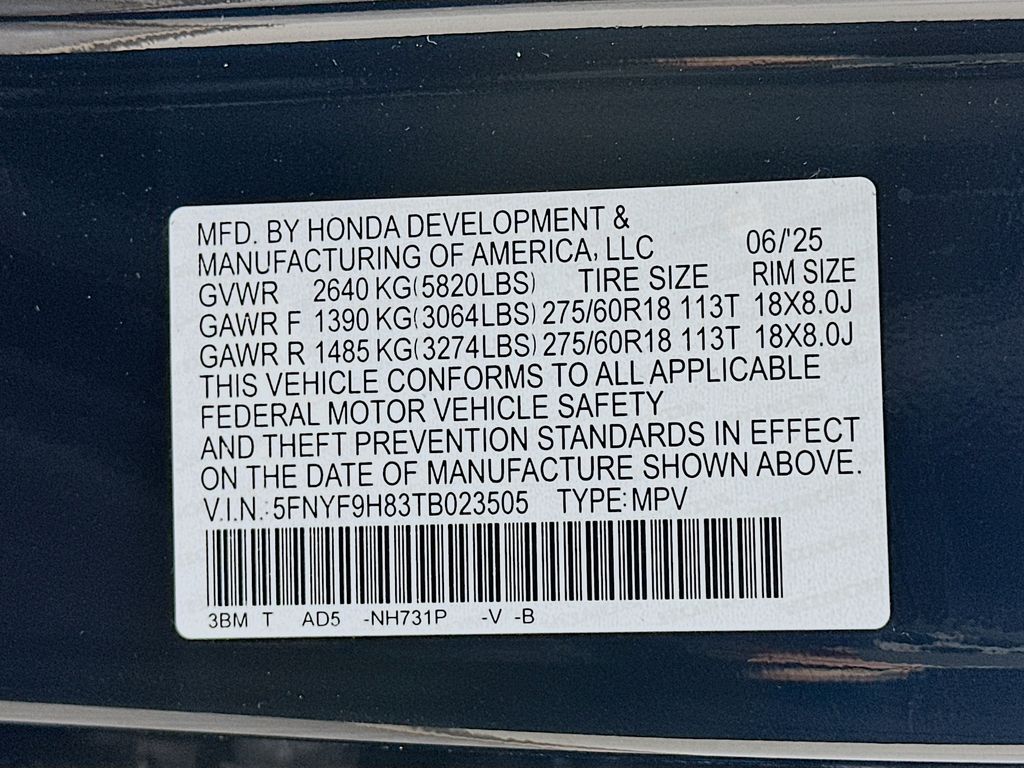 MFD. BY HONDA DEVELOPMENT &
MANUFACTURING OF AMERICA, LLC 06/'25
GVWR 2640 KG(5820LBS) TIRE SIZE RIM SIZE
GAWR F 1390 KG(3064LBS) 275/60R18 113T 18X8.0J
GAWR R 1485 KG(3274LBS) 275/60R18 113T 18X8.0J
THIS VEHICLE CONFORMS TO ALL APPLICABLE
FEDERAL MOTOR VEHICLE SAFETY
AND THEFT PREVENTION STANDARDS IN EFFECT
ON THE DATE OF MANUFACTURE SHOWN ABOVE.
V.I.N.: 5FNYF9H83TB023505 TYPE: MPV
3BM T AD5 -NH731P -V -B